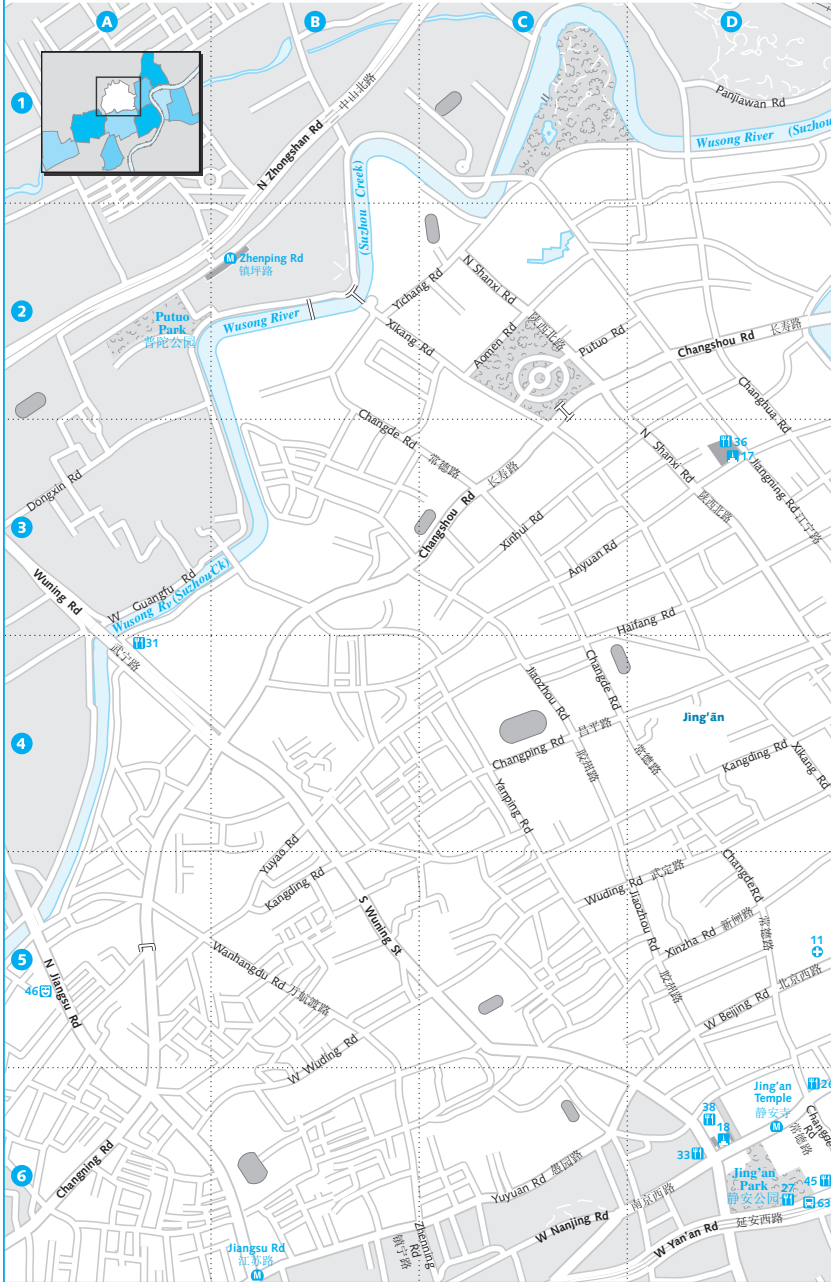 A
B
C
D
1
中山北路
N Zhongshan Rd
Panjiawan Rd
Wusong River (Suzhou
(Suzhou Creek)
2
Zhenping Rd
镇坪路
M
Putuo
Park
普陀公园
Wusong River
Yichang Rd
N Shanxi Rd
陕西北路
Xikang Rd
Aomen Rd
Putuo Rd
Changshou Rd
长寿路
Changhua Rd
36
17
Changde Rd
常德路
长寿路
N Shanxi Rd
陕西北路
Jiangning Rd
江宁路
Dongxin Rd
3
Changshou Rd
Xinhui Rd
Anyuan Rd
Wuning Rd
W Guangfu Rd
Wusong Rv (Suzhou Ck)
Haifang Rd
31
武宁路
4
Jiaozhou Rd
Changde Rd
Jing'ān
昌平路
Changping Rd
胶州路
常德路
Kangding Rd
Xikang Rd
Yanping Rd
Yuyao Rd
Kangding Rd
S Wuning St
Wuding Rd
武定路
Changde Rd
Jiaozhou Rd
Xinzha Rd
新闸路
常德路
11
5
N Jiangsu Rd
46
Wanhangdu Rd
万航渡路
胶州路
北京西路
W Beijing Rd
W Wuding Rd
Jing'an
Temple
静安寺
M
26
38
18
33
Changde
Rd
常德路
6
Changning Rd
Jing'an
Park
静安公园
27
45
63
Yuyuan Rd
愚园路
南京西路
W Nanjing Rd
W Yan'an Rd
延安西路
Zhenning
Rd
镇宁路
Jiangsu Rd
江苏路
M